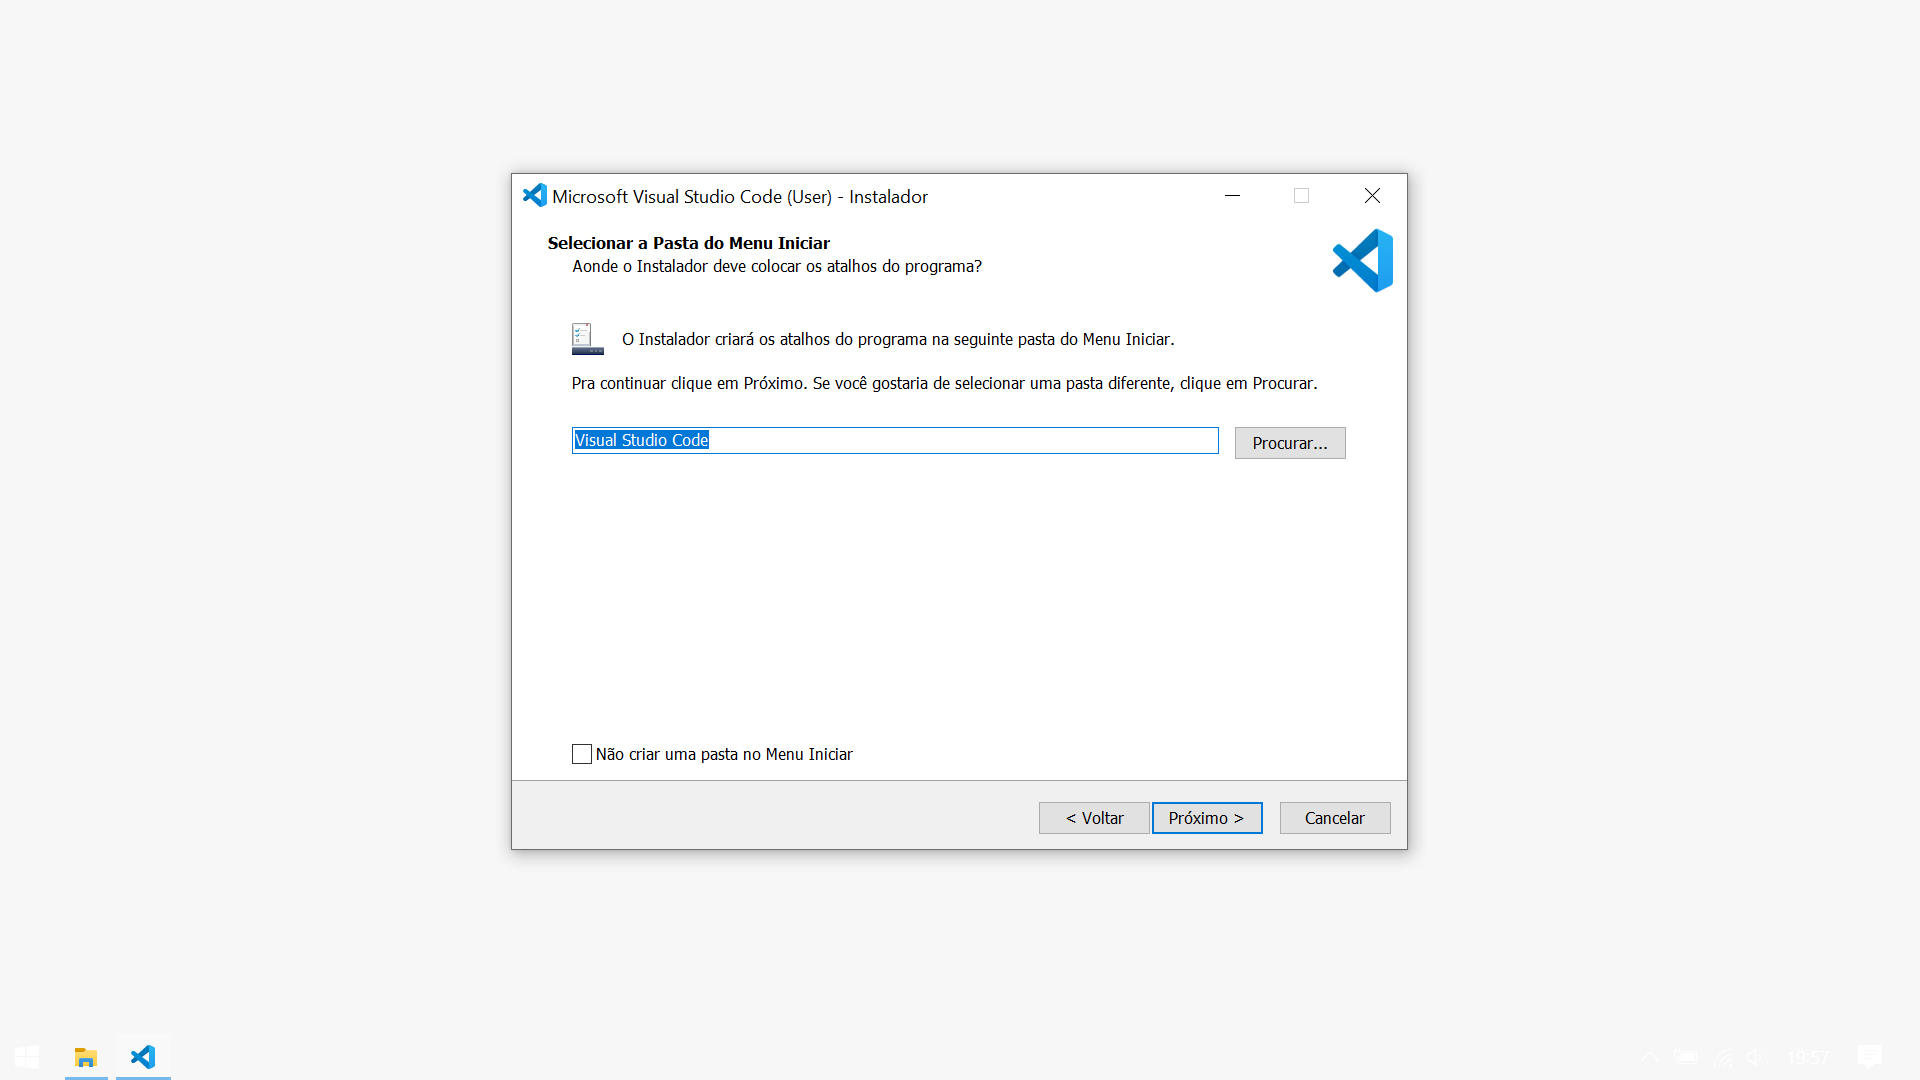 Microsoft Visual Studio Code (User) - Instalador
Selecionar a Pasta do Menu Iniciar
Aonde o Instalador deve colocar os atalhos do programa?
O Instalador criará os atalhos do programa na seguinte pasta do Menu Iniciar.
Pra continuar clique em Próximo. Se você gostaria de selecionar uma pasta diferente, clique em Procurar.
Visual Studio Code
Procurar...
Não criar uma pasta no Menu Iniciar
< Voltar
Próximo >
Cancelar
19:57